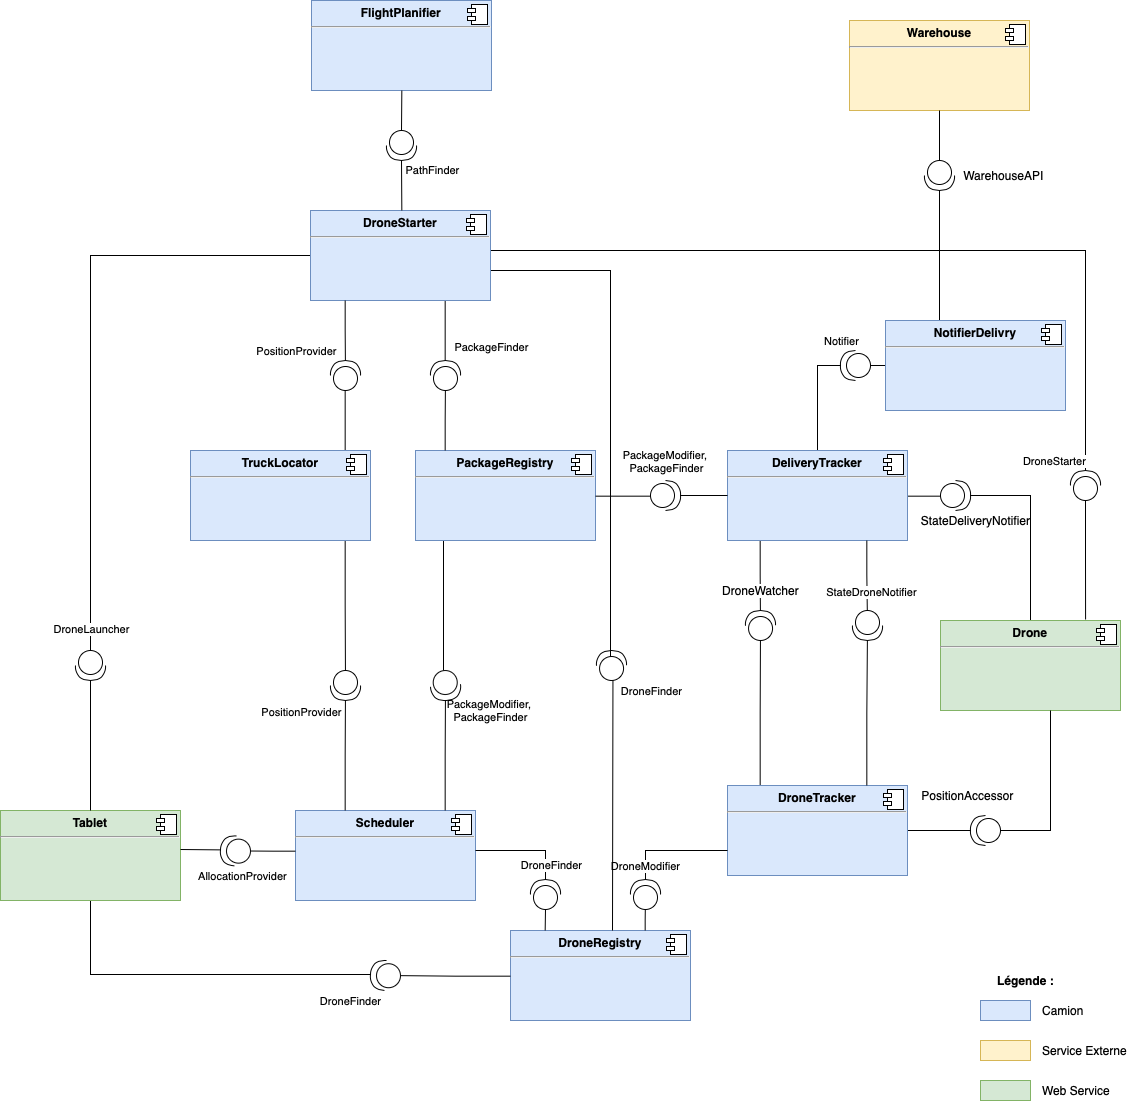 FlightPlanifier
Warehouse
PathFinder
WarehouseAPI
DroneStarter
NotifierDelivry
Notifier
PositionProvider
PackageFinder
TruckLocator
PackageRegistry
PackageModifier,
PackageFinder
DeliveryTracker
DroneStarter
StateDeliveryNotifier
DroneWatcher
StateDroneNotifier
DroneLauncher
Drone
DroneFinder
PositionProvider
PackageModifier,
PackageFinder
Tablet
Scheduler
DroneTracker
PositionAccessor
AllocationProvider
DroneFinder
DroneModifier
DroneRegistry
DroneFinder
Légende :
Camion
Service Externe
Web Service